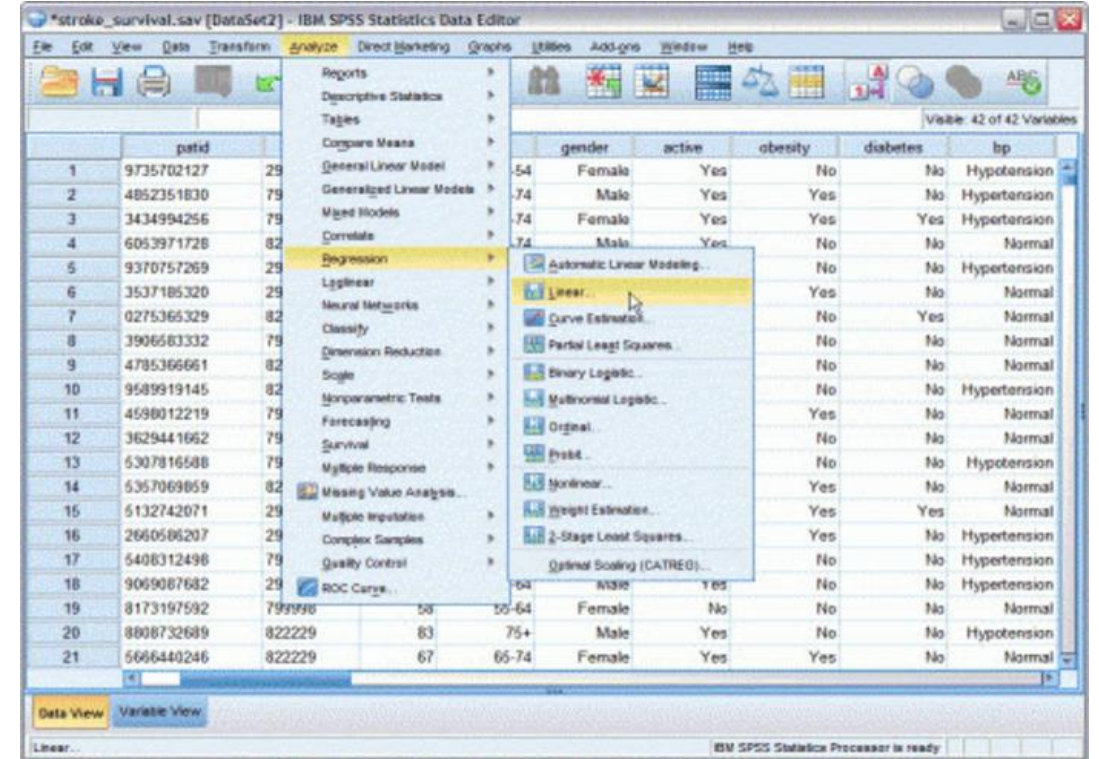 *stroke_survival.sav [DataSet2] - IBM SPSS Statistics Data Editor
File Edit View Data Transform Analyze Direct Marketing Graphs Utilities Add-ons Window Help
Visible: 42 of 42 Variables
patid gender active obesity diabetes bp
1 9735702127 29 -54 Female Yes No No Hypotension
2 4852351830 79 -74 Male Yes Yes No Hypertension
3 3434994256 79 -74 Female Yes Yes Yes Hypertension
4 6053971728 82 -74 Male Yes No No Normal
5 9370757269 29 No No Hypertension
6 3537185320 29 Yes No Normal
7 0275365329 82 No Yes Normal
8 3906583332 79 No No Normal
9 4785366661 82 No No Normal
10 9589919145 82 No No Hypertension
11 4598012219 79 Yes No Normal
12 3629441662 79 No No Normal
13 5307816588 79 No No Hypertension
14 5357069859 82 Yes No Normal
15 5132742071 29 Yes Yes Normal
16 2660586207 29 Yes No Hypertension
17 5408312498 79 No No Hypertension
18 9069087682 29 -64 Male Yes No No Hypertension
19 8173197592 799998 58 55-64 Female No No No Normal
20 8808732689 822229 83 75+ Male Yes No No Hypotension
21 5666440246 822229 67 65-74 Female Yes Yes No Normal
Reports
Descriptive Statistics
Tables
Compare Means
General Linear Model
Generalized Linear Models
Mixed Models
Correlate
Regression
Loglinear
Neural Networks
Classify
Dimension Reduction
Scale
Nonparametric Tests
Forecasting
Survival
Multiple Response
Missing Value Analysis...
Multiple Imputation
Complex Samples
Quality Control
ROC Curve...
Automatic Linear Modeling...
Linear...
Curve Estimation...
Partial Least Squares...
Binary Logistic...
Multinomial Logistic...
Ordinal...
Probit...
Nonlinear...
Weight Estimation...
2-Stage Least Squares...
Optimal Scaling (CATREG)...
Data View Variable View
Linear...
IBM SPSS Statistics Processor is ready